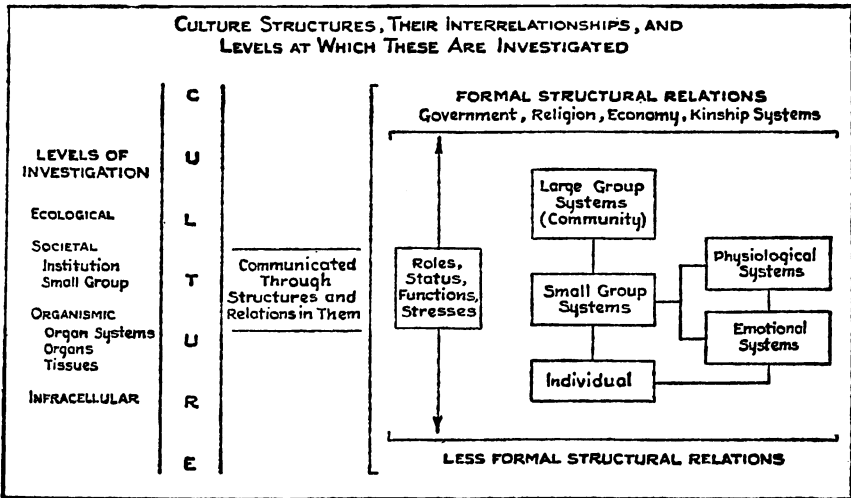 CULTURE STRUCTURES, THEIR INTERRELATIONSHIPS, AND
LEVELS AT WHICH THESE ARE INVESTIGATED
LEVELS OF
INVESTIGATION
ECOLOGICAL
SOCIETAL
Institution
Small Group
ORGANISMIC
Organ Systems
Organs
Tissues
INFRACELLULAR
C
U
L
T
U
R
E
Communicated
Through
Structures and
Relations in Them
FORMAL STRUCTURAL RELATIONS
Government, Religion, Economy, Kinship Systems
Roles,
Status,
Functions,
Stresses
Large Group
Systems
(Community)
Small Group
Systems
Individual
Physiological
Systems
Emotional
Systems
LESS FORMAL STRUCTURAL RELATIONS